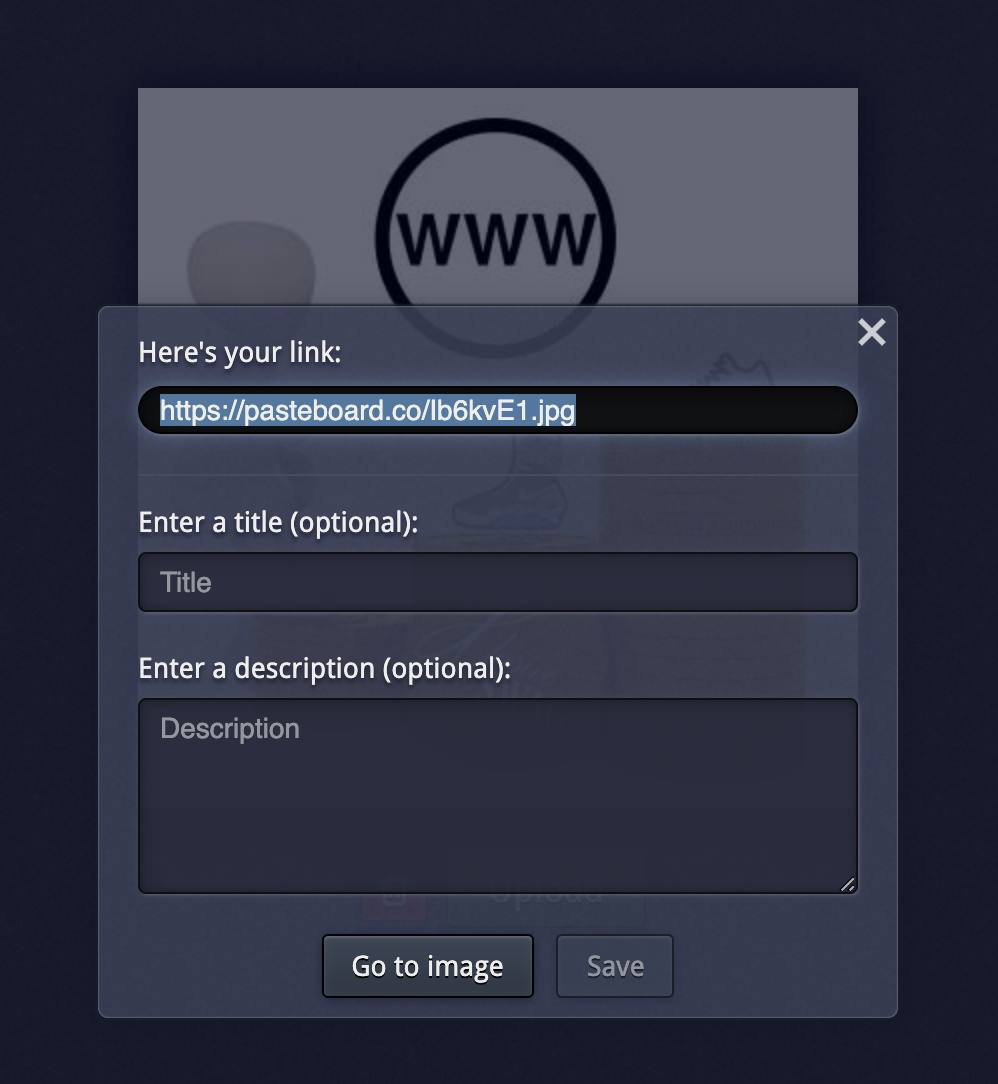 WWW
Here's your link:
https://pasteboard.co/Ib6kvE1.jpg
Enter a title (optional):
Title
Enter a description (optional):
Description
Upload
Go to image
Save